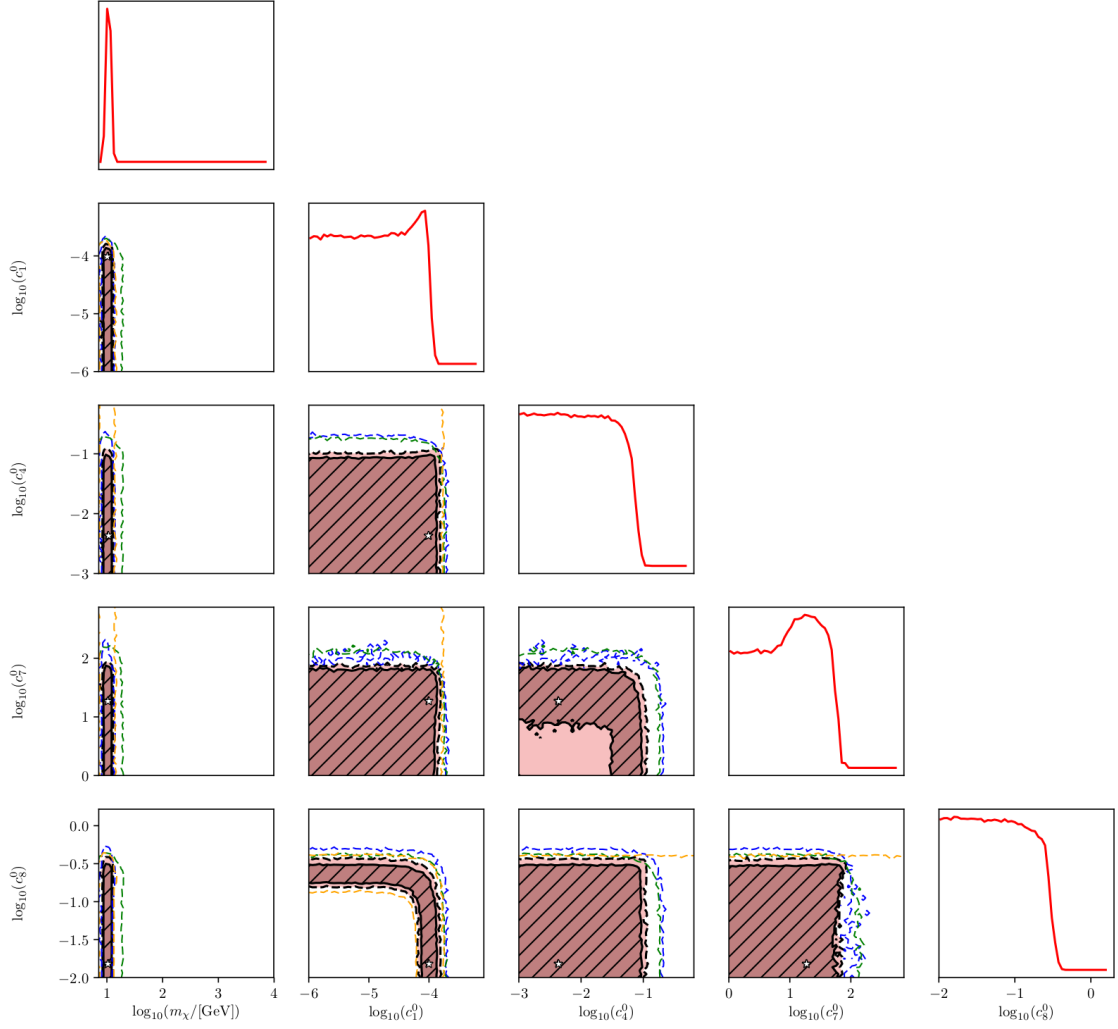 −4
−5
−6
log₁₀(c₁⁰)
−1
−2
−3
log₁₀(c₄⁰)
2
1
0
log₁₀(c₇⁰)
0.0
−0.5
−1.0
−1.5
−2.0
log₁₀(c₈⁰)
1 2 3 4
−6 −5 −4
−3 −2 −1
0 1 2
−2 −1 0
log₁₀(m_χ/[GeV])
log₁₀(c₁⁰)
log₁₀(c₄⁰)
log₁₀(c₇⁰)
log₁₀(c₈⁰)